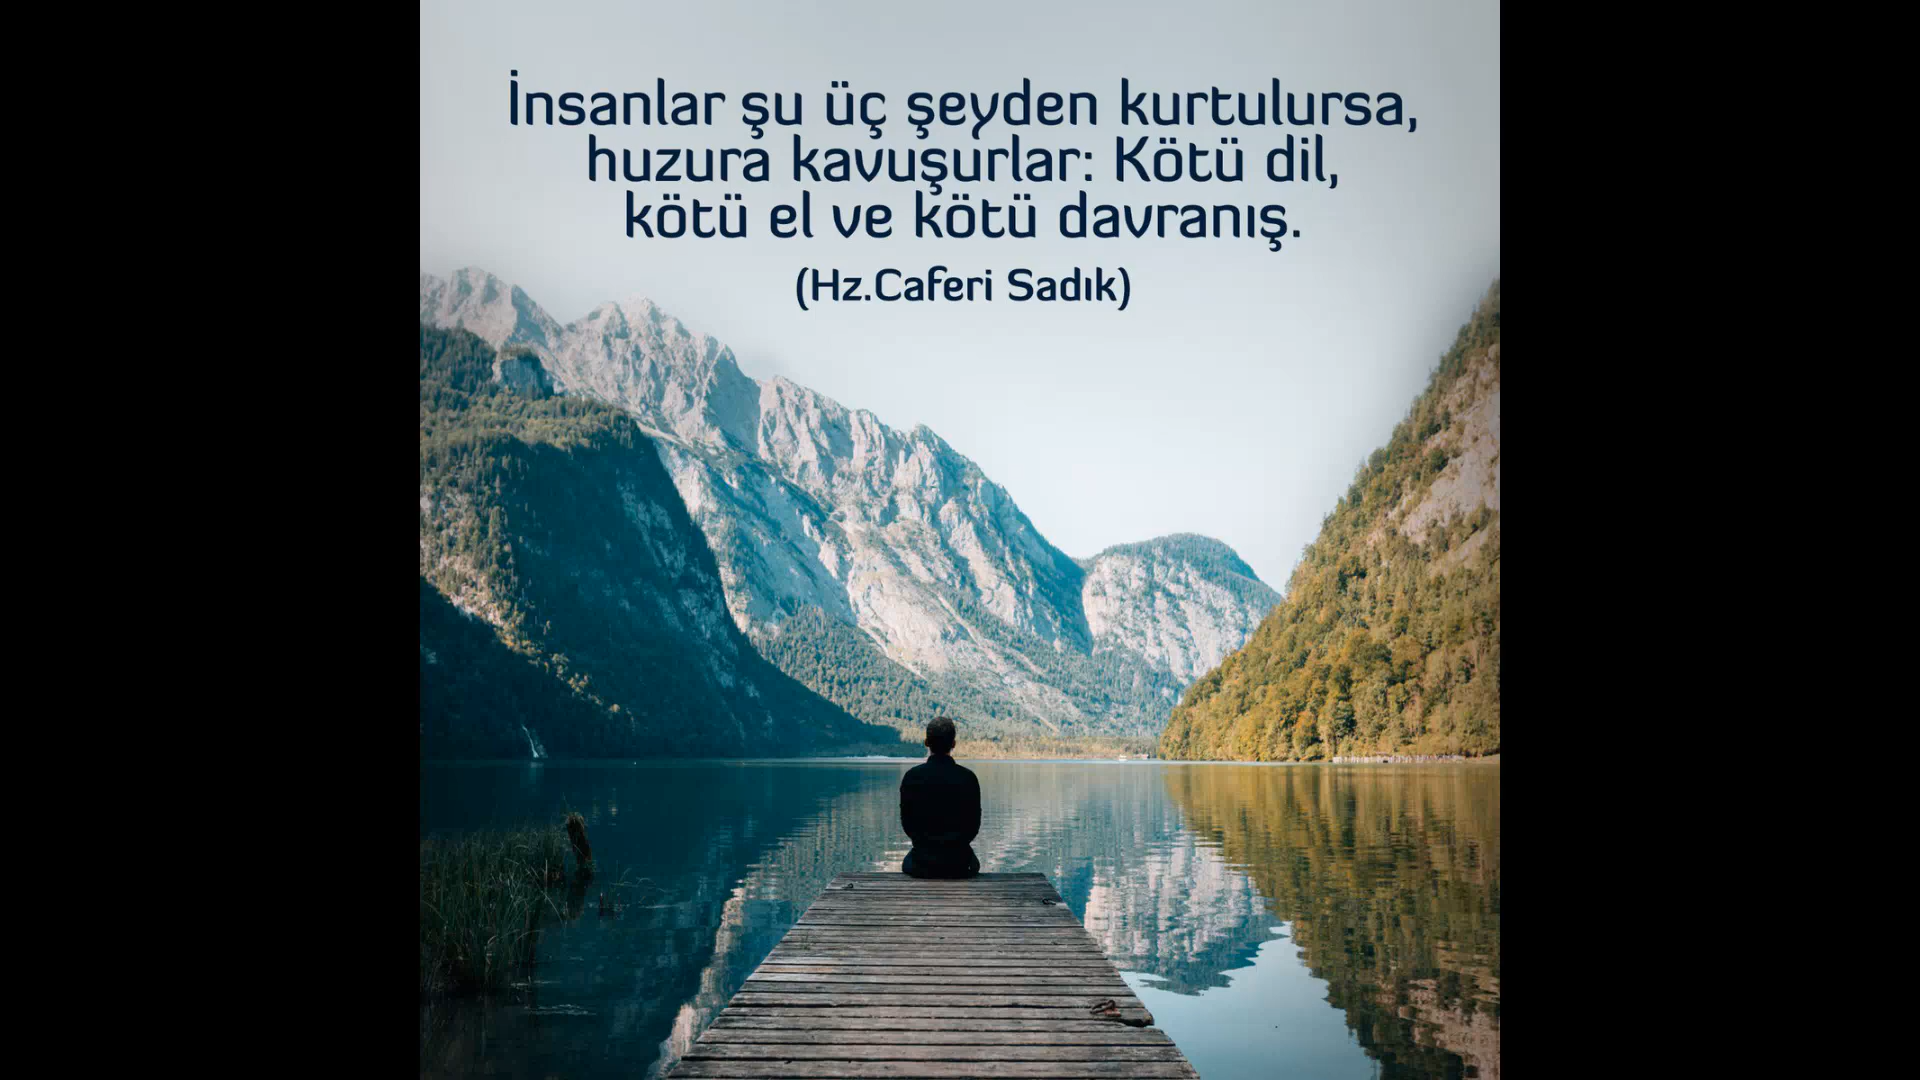 İnsanlar şu üç şeyden kurtulursa,
huzura kavuşurlar: Kötü dil,
kötü el ve kötü davranış.
(Hz.Caferi Sadık)